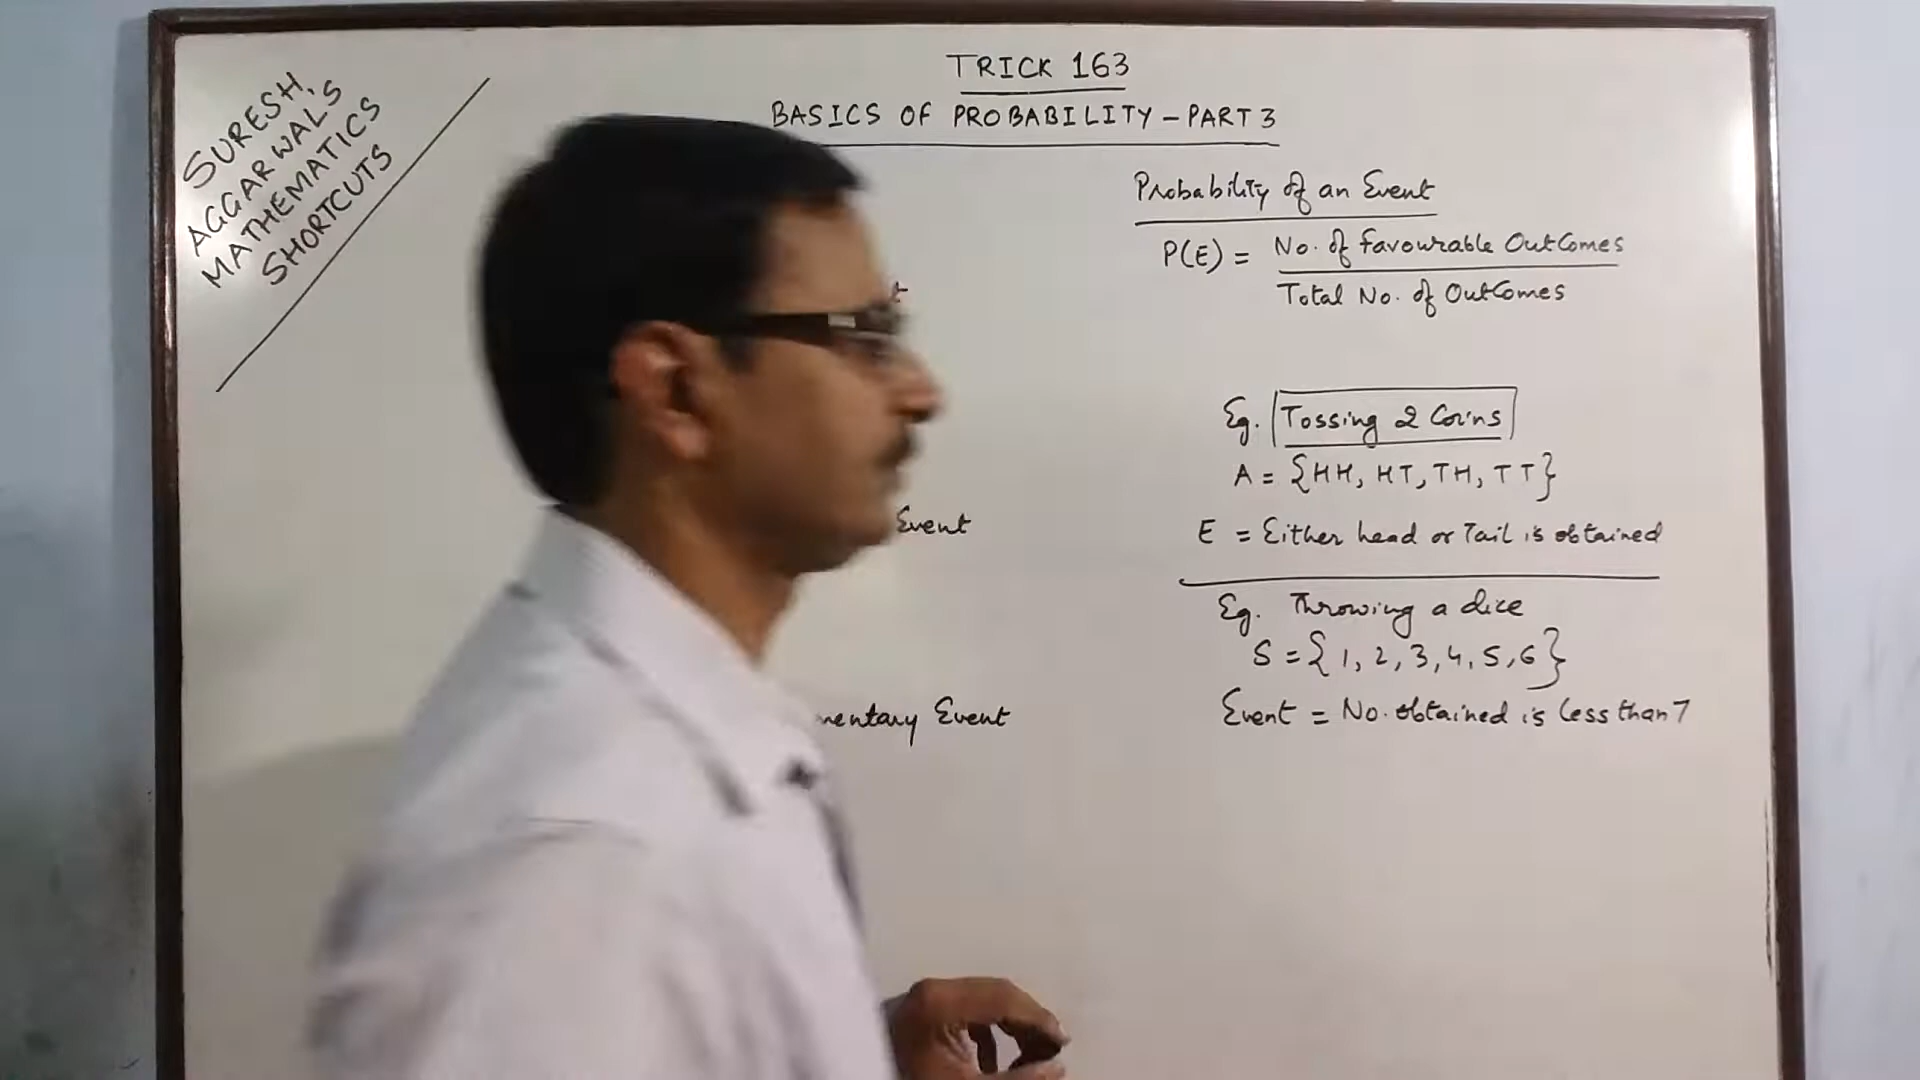 SURESH
AGGARWAL'S
MATHEMATICS
SHORTCUTS
TRICK 163
BASICS OF PROBABILITY - PART 3
Probability of an Event
P(E) = No. of favourable Outcomes
Total No. of Outcomes
Eg. Tossing 2 Coins
A = {HH, HT, TH, TT}
Event
E = Either head or Tail is obtained
Eg. Throwing a dice
S = {1, 2, 3, 4, 5, 6}
Event
Event = No. obtained is less than 7